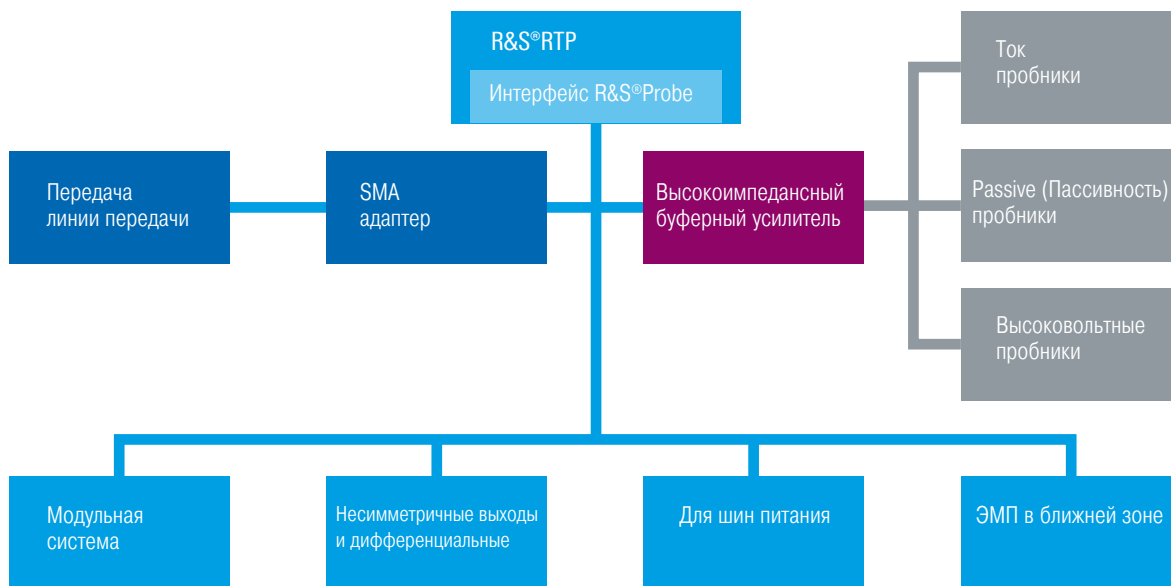 R&S®RTP
Интерфейс R&S®Probe
Ток
пробники
Передача
линии передачи
SMA
адаптер
Высокоимпедансный
буферный усилитель
Passive (Пассивность)
пробники
Высоковольтные
пробники
Модульная
система
Несимметричные выходы
и дифференциальные
Для шин питания
ЭМП в ближней зоне